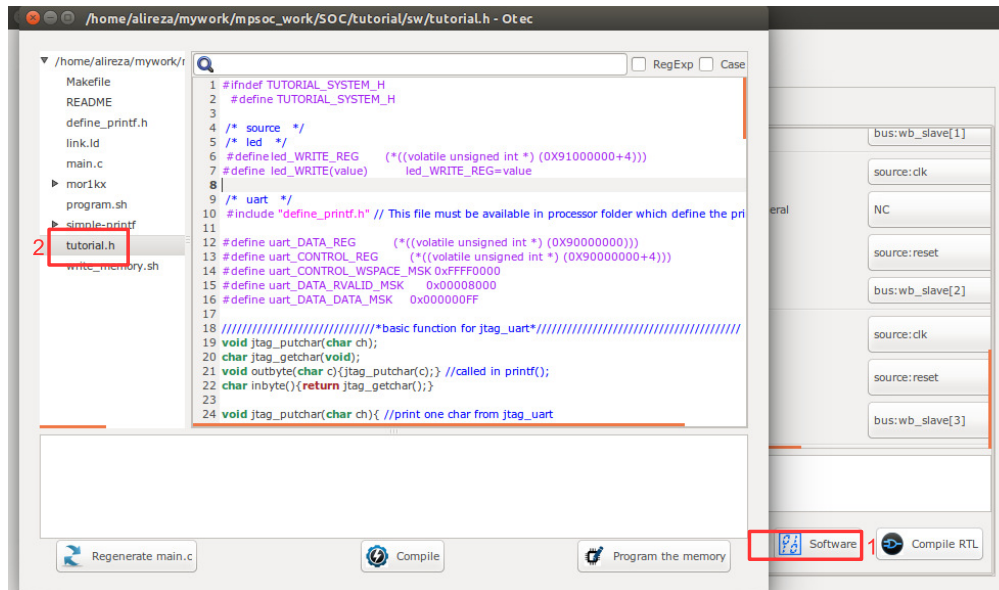 /home/alireza/mywork/mpsoc_work/SOC/tutorial/sw/tutorial.h - Otec
/home/alireza/mywork/r
Makefile
README
define_printf.h
link.ld
main.c
mor1kx
program.sh
simple-printf
2
tutorial.h
write_memory.sh
RegExp Case
1 #ifndef TUTORIAL_SYSTEM_H
2 #define TUTORIAL_SYSTEM_H
3
4 /* source */
5 /* led */
6 #define led_WRITE_REG (*((volatile unsigned int *) (0X91000000+4)))
7 #define led_WRITE(value) led_WRITE_REG=value
8
9 /* uart */
10 #include "define_printf.h" // This file must be available in processor folder which define the pri
11
12 #define uart_DATA_REG (*((volatile unsigned int *) (0X90000000)))
13 #define uart_CONTROL_REG (*((volatile unsigned int *) (0X90000000+4)))
14 #define uart_CONTROL_WSPACE_MSK 0xFFFF0000
15 #define uart_DATA_RVALID_MSK 0x00008000
16 #define uart_DATA_DATA_MSK 0x000000FF
17
18 //////////////////////////////*basic function for jtag_uart*////////////////////////////////////////
19 void jtag_putchar(char ch);
20 char jtag_getchar(void);
21 void outbyte(char c){jtag_putchar(c);} //called in printf();
22 char inbyte(){return jtag_getchar();}
23
24 void jtag_putchar(char ch){ //print one char from jtag_uart
Regenerate main.c
Compile
Program the memory
bus:wb_slave[1]
source:clk
eral
NC
source:reset
bus:wb_slave[2]
source:clk
source:reset
bus:wb_slave[3]
Software
1
Compile RTL